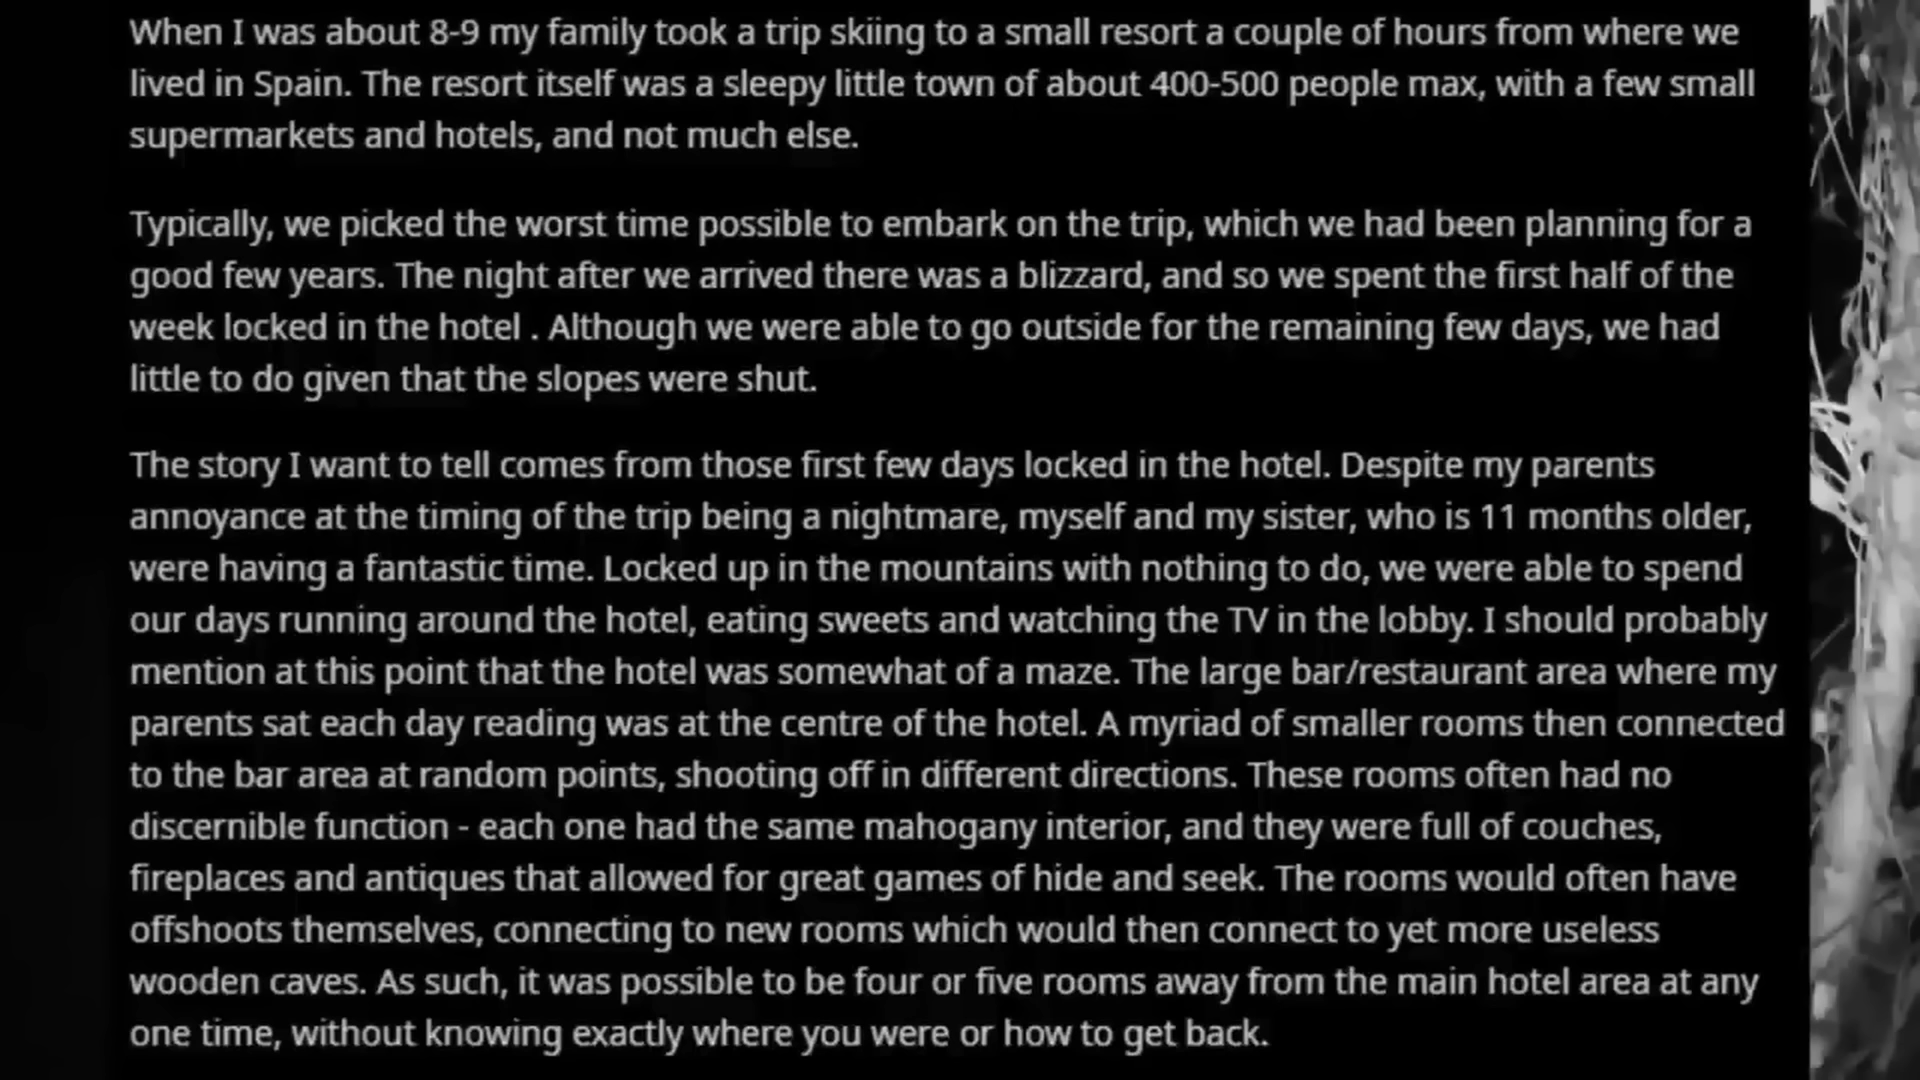 When I was about 8-9 my family took a trip skiing to a small resort a couple of hours from where we
lived in Spain. The resort itself was a sleepy little town of about 400-500 people max, with a few small
supermarkets and hotels, and not much else.
Typically, we picked the worst time possible to embark on the trip, which we had been planning for a
good few years. The night after we arrived there was a blizzard, and so we spent the first half of the
week locked in the hotel . Although we were able to go outside for the remaining few days, we had
little to do given that the slopes were shut.
The story I want to tell comes from those first few days locked in the hotel. Despite my parents
annoyance at the timing of the trip being a nightmare, myself and my sister, who is 11 months older,
were having a fantastic time. Locked up in the mountains with nothing to do, we were able to spend
our days running around the hotel, eating sweets and watching the TV in the lobby. I should probably
mention at this point that the hotel was somewhat of a maze. The large bar/restaurant area where my
parents sat each day reading was at the centre of the hotel. A myriad of smaller rooms then connected
to the bar area at random points, shooting off in different directions. These rooms often had no
discernible function - each one had the same mahogany interior, and they were full of couches,
fireplaces and antiques that allowed for great games of hide and seek. The rooms would often have
offshoots themselves, connecting to new rooms which would then connect to yet more useless
wooden caves. As such, it was possible to be four or five rooms away from the main hotel area at any
one time, without knowing exactly where you were or how to get back.